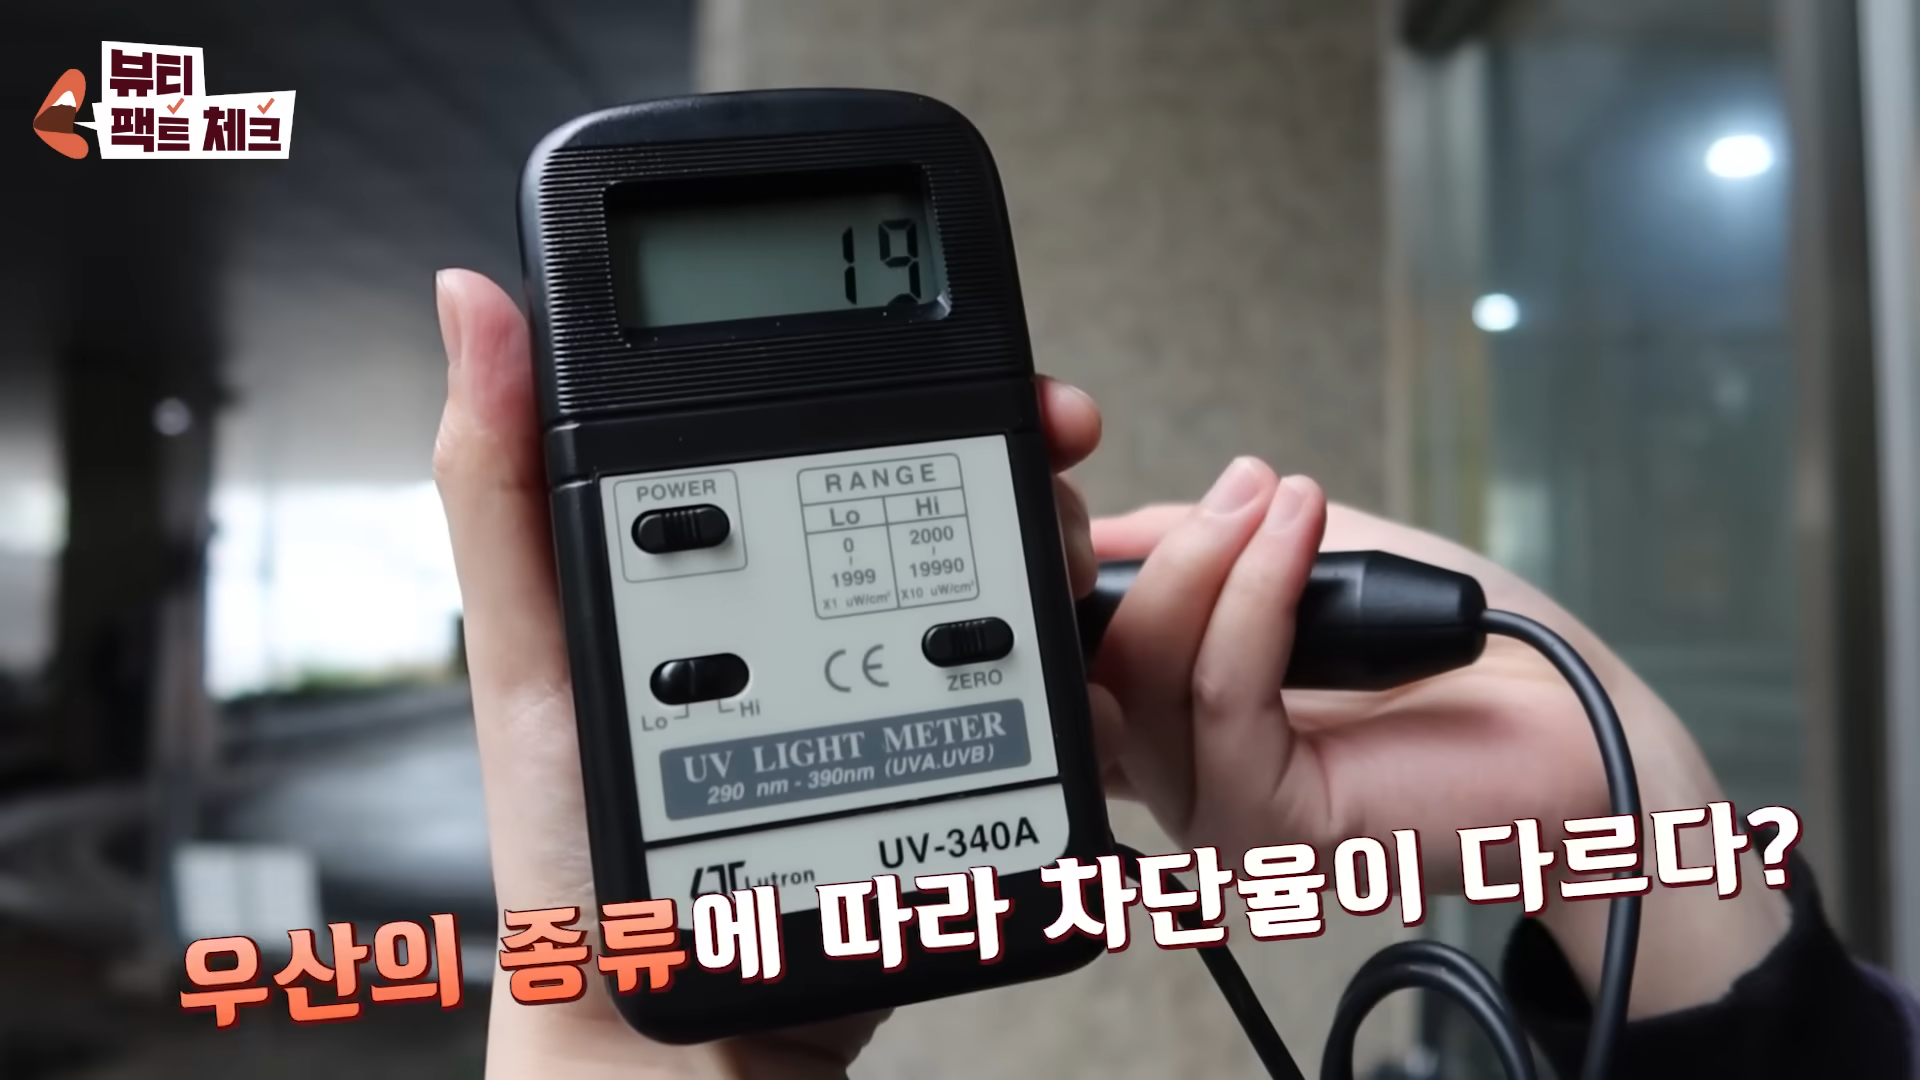 뷰티
팩트 체크
19
POWER
RANGE
Lo Hi
0 2000
~ ~
1999 19990
X1 uW/cm² X10 uW/cm²
CE
ZERO
Lo Hi
UV LIGHT METER
290 nm - 390nm (UVA.UVB)
UV-340A
Lutron
우산의 종류에 따라 차단율이 다르다?